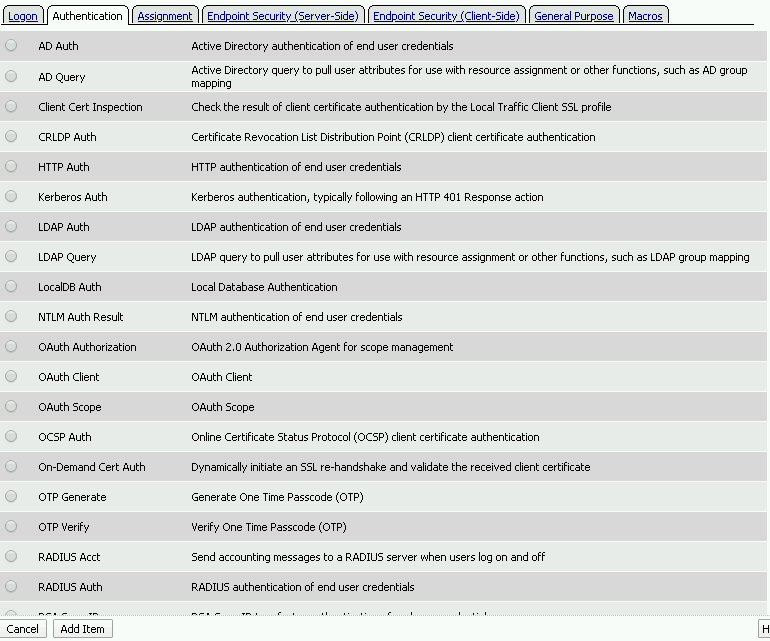 Logon Authentication Assignment Endpoint Security (Server-Side) Endpoint Security (Client-Side) General Purpose Macros
AD Auth Active Directory authentication of end user credentials
AD Query Active Directory query to pull user attributes for use with resource assignment or other functions, such as AD group
mapping
Client Cert Inspection Check the result of client certificate authentication by the Local Traffic Client SSL profile
CRLDP Auth Certificate Revocation List Distribution Point (CRLDP) client certificate authentication
HTTP Auth HTTP authentication of end user credentials
Kerberos Auth Kerberos authentication, typically following an HTTP 401 Response action
LDAP Auth LDAP authentication of end user credentials
LDAP Query LDAP query to pull user attributes for use with resource assignment or other functions, such as LDAP group mapping
LocalDB Auth Local Database Authentication
NTLM Auth Result NTLM authentication of end user credentials
OAuth Authorization OAuth 2.0 Authorization Agent for scope management
OAuth Client OAuth Client
OAuth Scope OAuth Scope
OCSP Auth Online Certificate Status Protocol (OCSP) client certificate authentication
On-Demand Cert Auth Dynamically initiate an SSL re-handshake and validate the received client certificate
OTP Generate Generate One Time Passcode (OTP)
OTP Verify Verify One Time Passcode (OTP)
RADIUS Acct Send accounting messages to a RADIUS server when users log on and off
RADIUS Auth RADIUS authentication of end user credentials
Cancel Add Item H